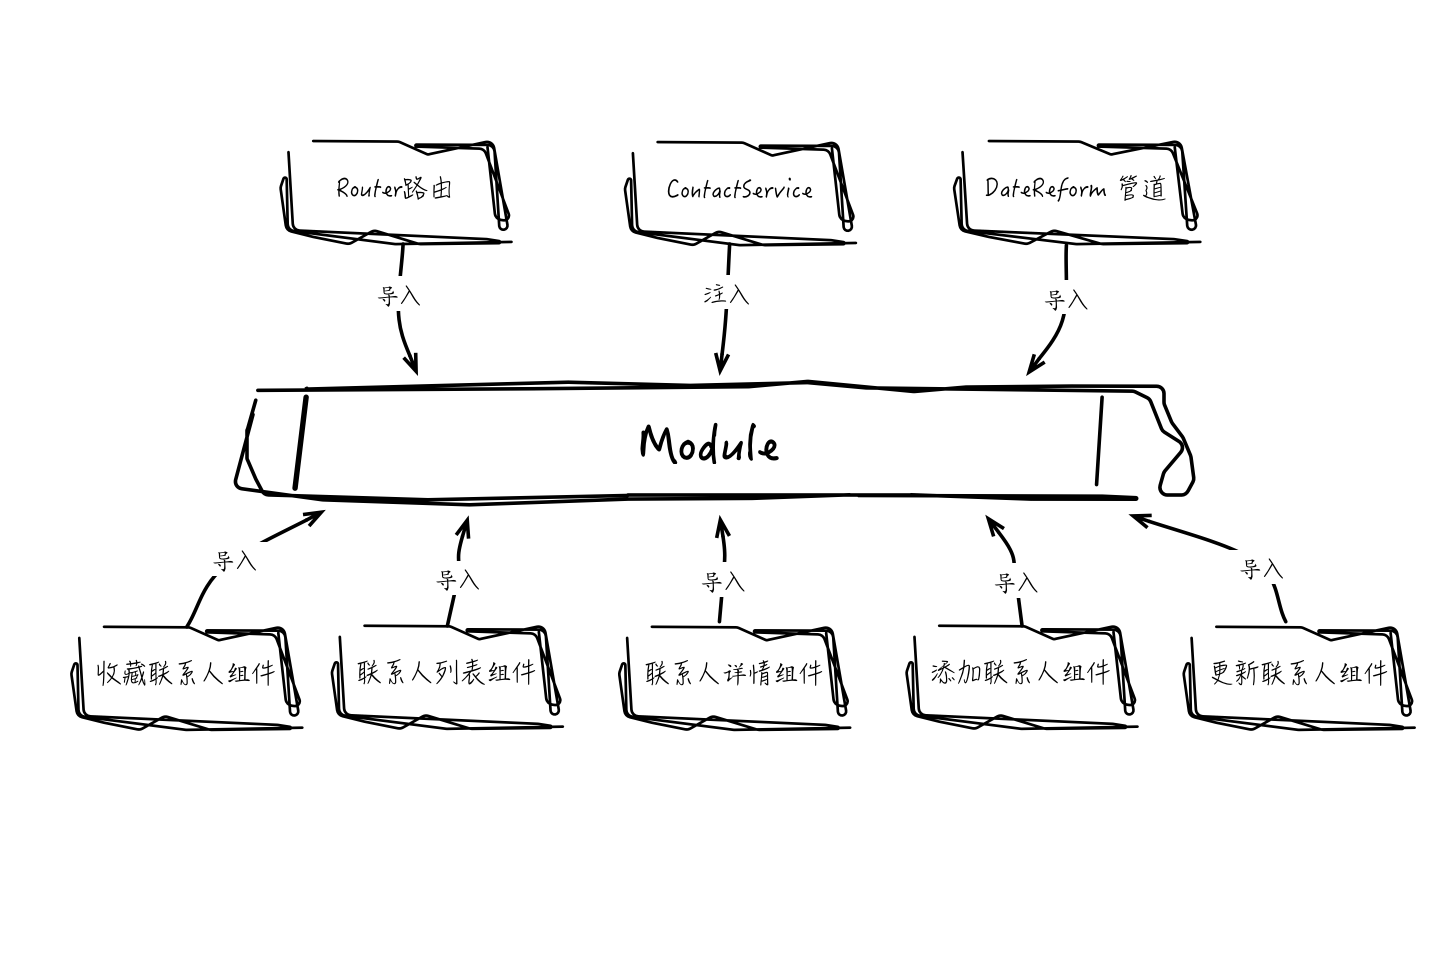 Router路由
ContactService
DateReform 管道
导入
注入
导入
Module
导入
导入
导入
导入
导入
收藏联系人组件
联系人列表组件
联系人详情组件
添加联系人组件
更新联系人组件